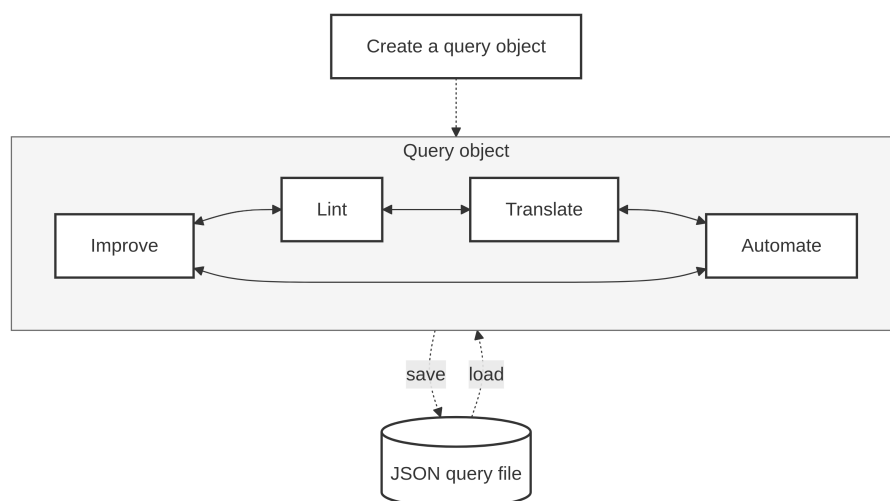 Create a query object
Query object
Lint
Translate
Improve
Automate
save
load
JSON query file